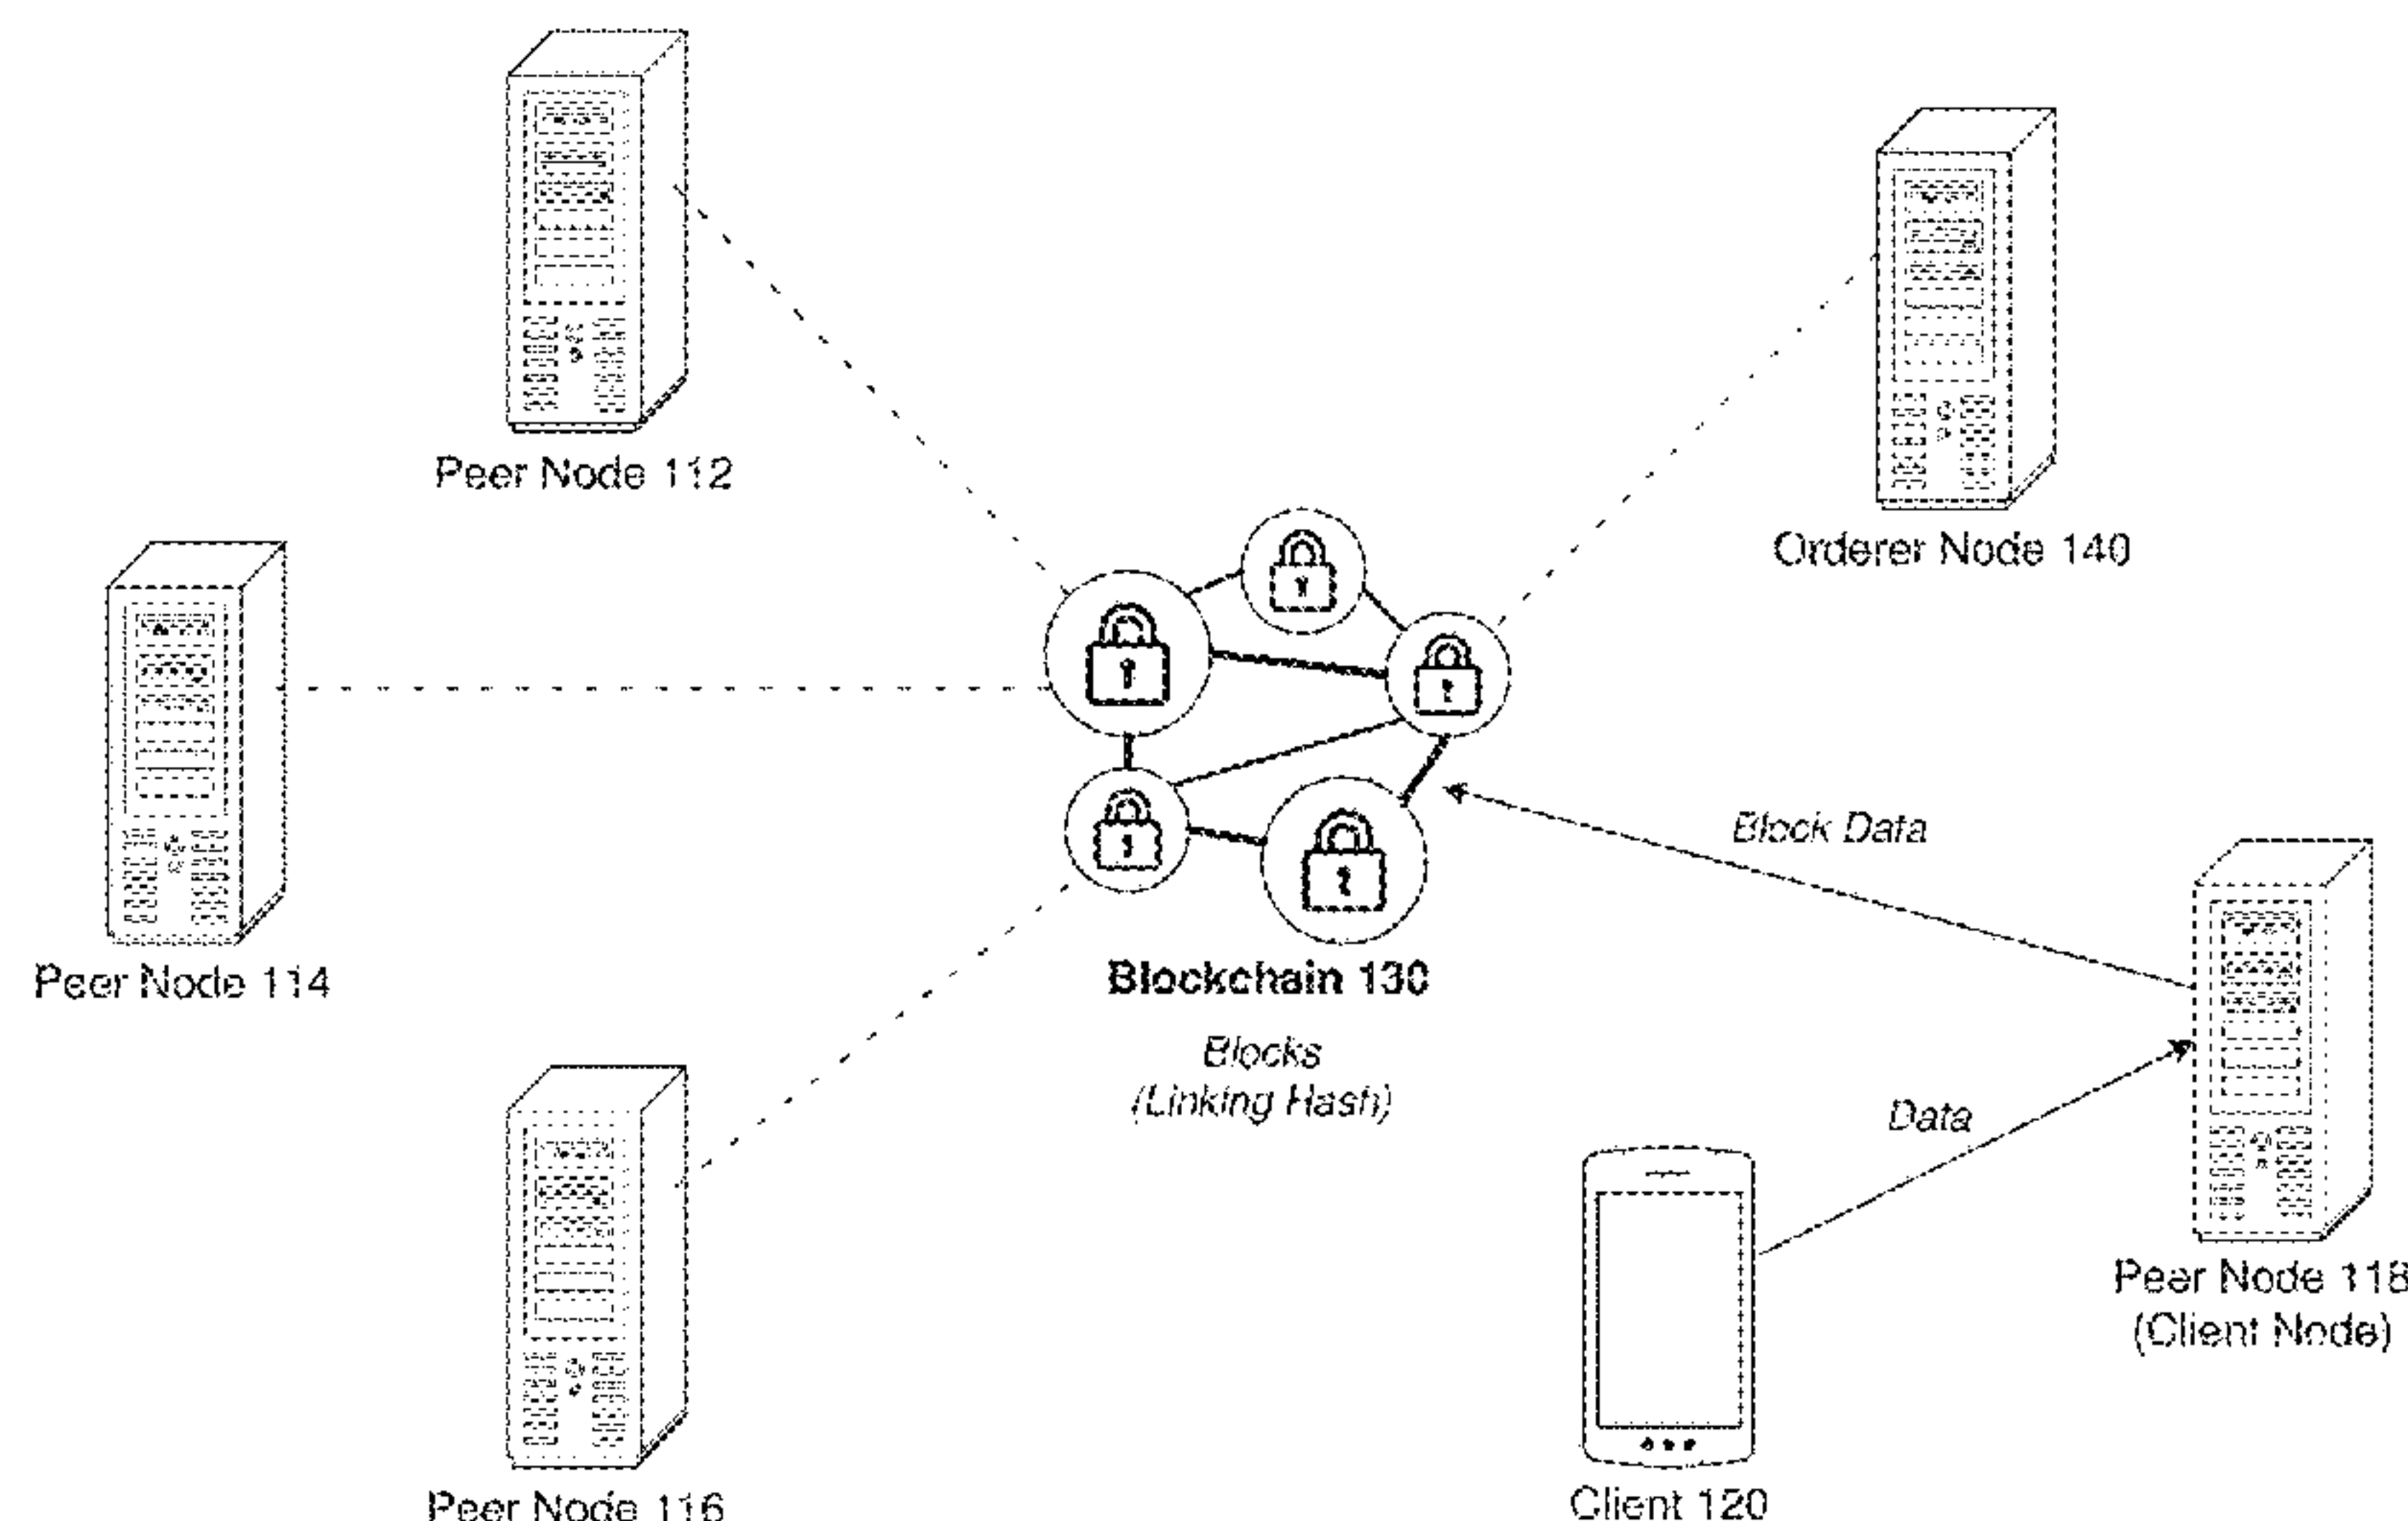 Peer Node 112
Orderer Node 140
Peer Node 114
Blockchain 130
Blocks
(Linking Hash)
Block Data
Data
Peer Node 118
(Client Node)
Peer Node 116
Client 120